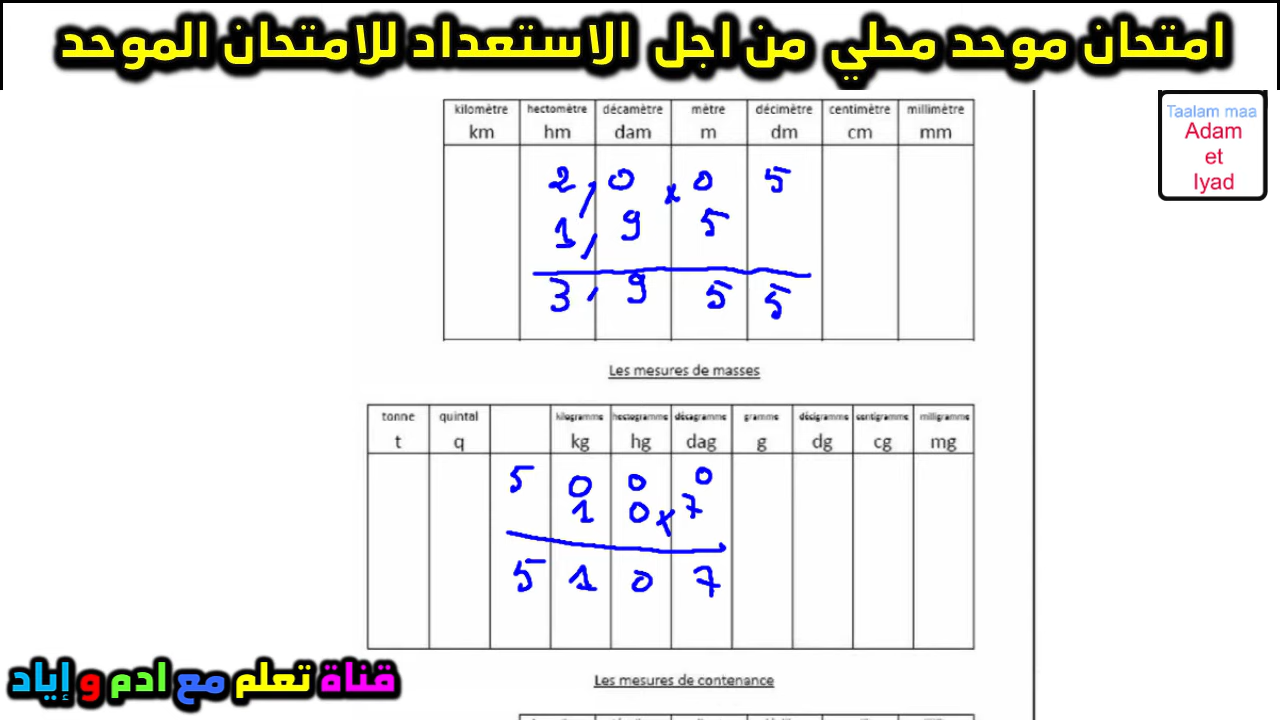 امتحان موحد محلي من اجل الاستعداد للامتحان الموحد
Taalam maa
Adam
et
Iyad
kilomètre hectomètre décamètre mètre décimètre centimètre millimètre
km hm dam m dm cm mm
2 , 0 x 0 5
1 , 9 5
3 , 9 5 5
Les mesures de masses
tonne quintal kilogramme hectogramme décagramme gramme décigramme centigramme milligramme
t q kg hg dag g dg cg mg
5 0 0 0
1 0 x 7
5 1 0 7
قناة تعلم مع ادم و إياد
Les mesures de contenance